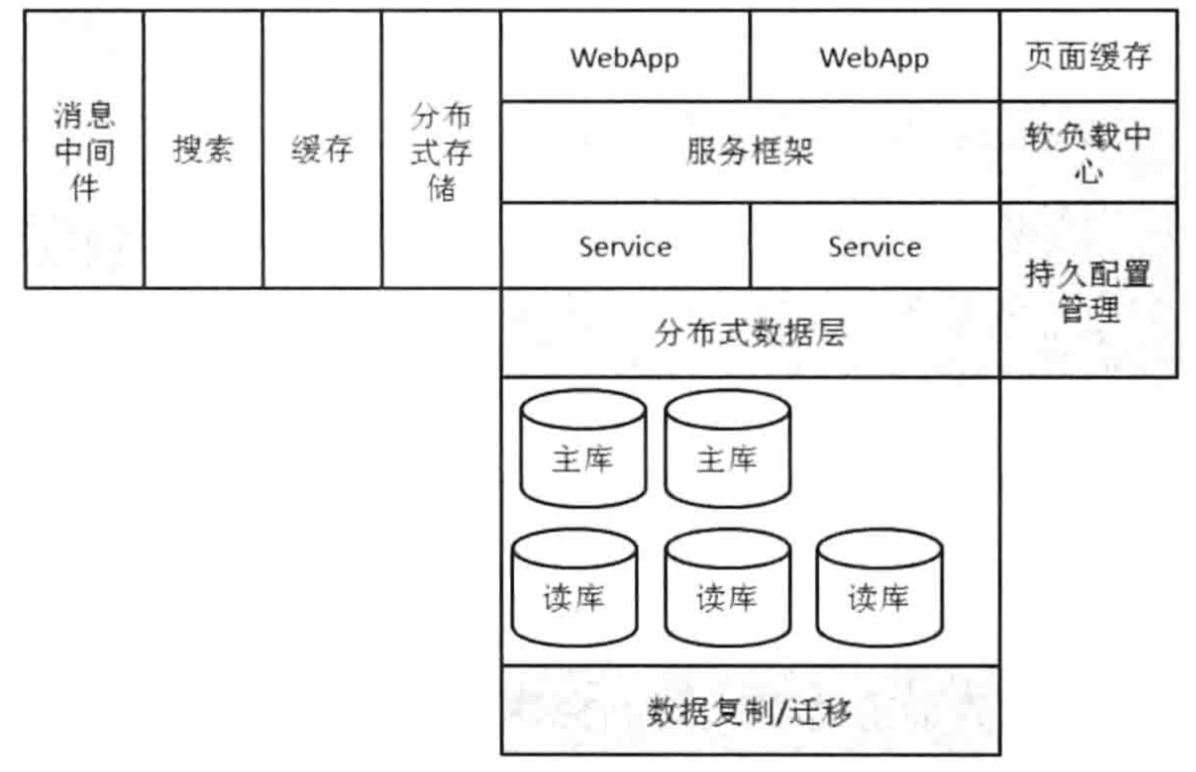 消息
中间
件
搜索
缓存
分布
式存
储
WebApp
WebApp
服务框架
Service
Service
分布式数据层
页面缓存
软负载中
心
持久配置
管理
主库
主库
读库
读库
读库
数据复制/迁移